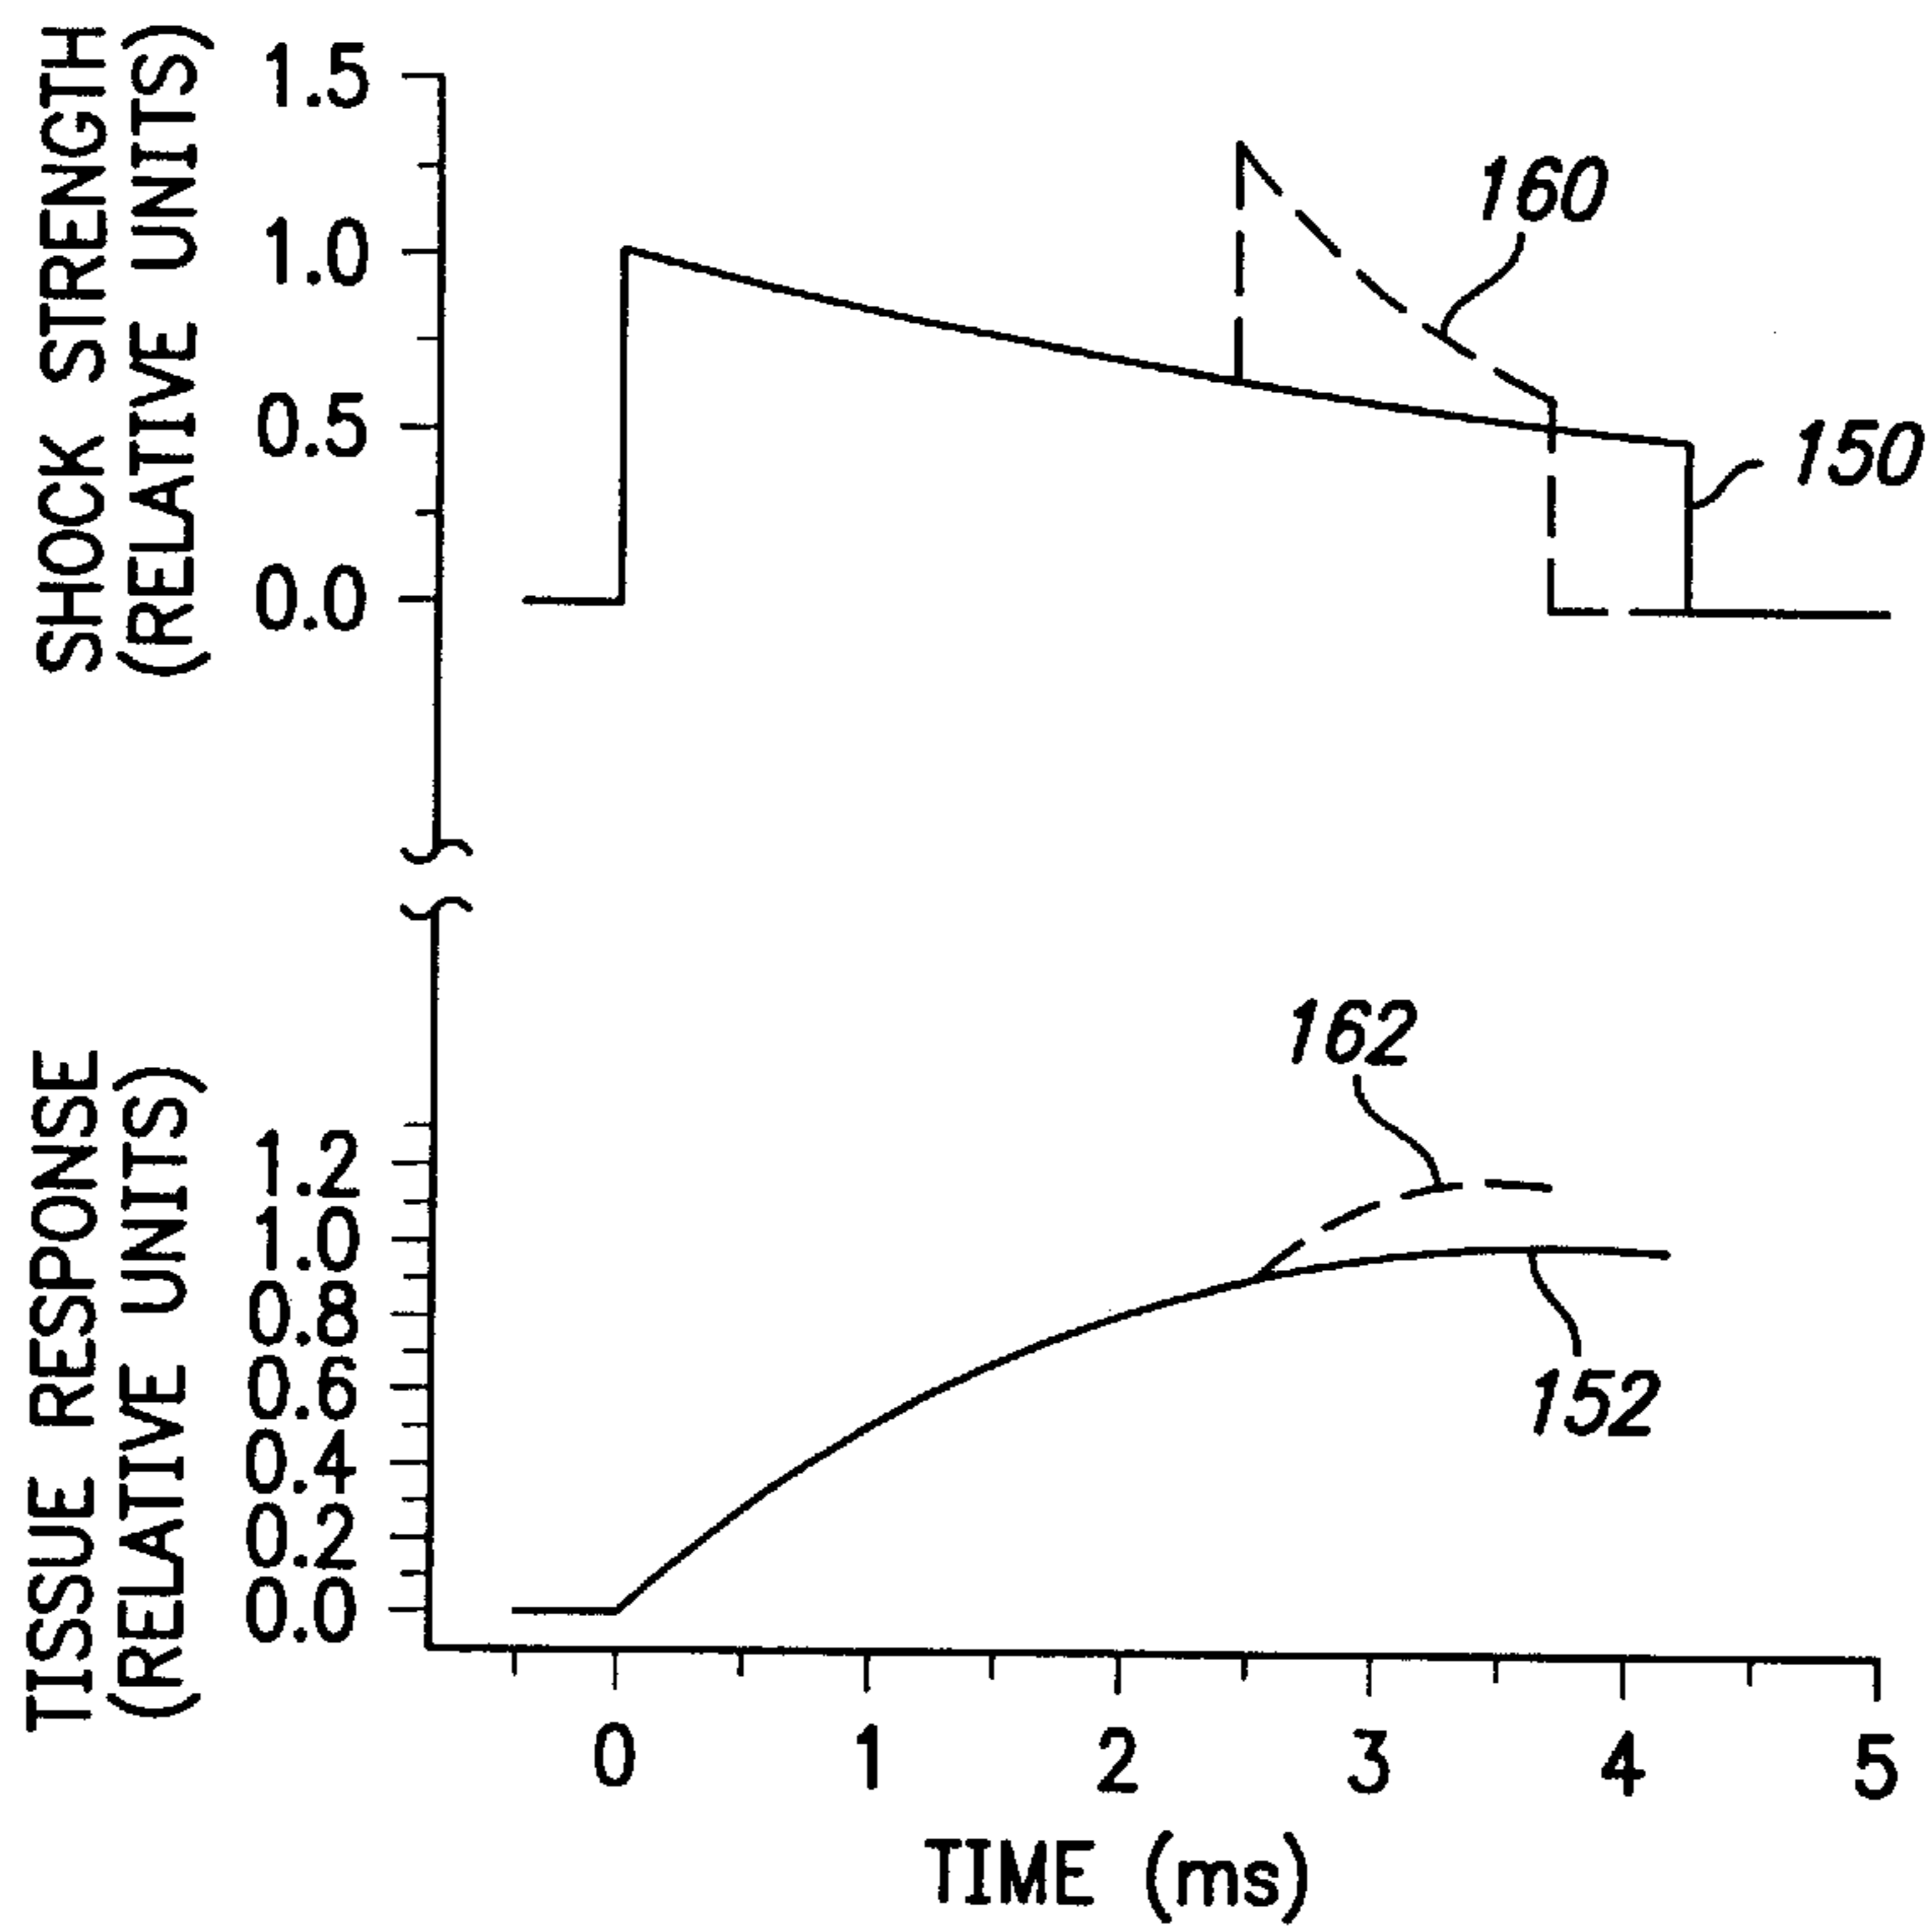 SHOCK STRENGTH
(RELATIVE UNITS)
1.5
1.0
0.5
0.0
160
150
TISSUE RESPONSE
(RELATIVE UNITS)
1.2
1.0
0.8
0.6
0.4
0.2
0.0
162
152
0 1 2 3 4 5
TIME (ms)